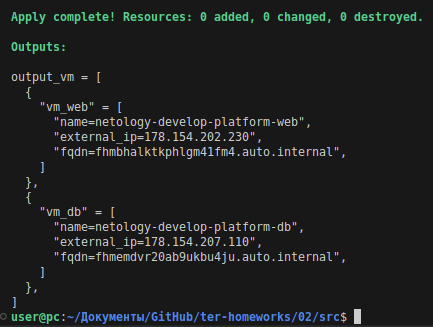 Apply complete! Resources: 0 added, 0 changed, 0 destroyed.
Outputs:
output_vm = [
  {
    "vm_web" = [
      "name=netology-develop-platform-web",
      "external_ip=178.154.202.230",
      "fqdn=fhmbhalktkphlgm41fm4.auto.internal",
    ]
  },
  {
    "vm_db" = [
      "name=netology-develop-platform-db",
      "external_ip=178.154.207.110",
      "fqdn=fhmemdvr20ab9ukbu4ju.auto.internal",
    ]
  },
]
user@pc:~/Документы/GitHub/ter-homeworks/02/src$